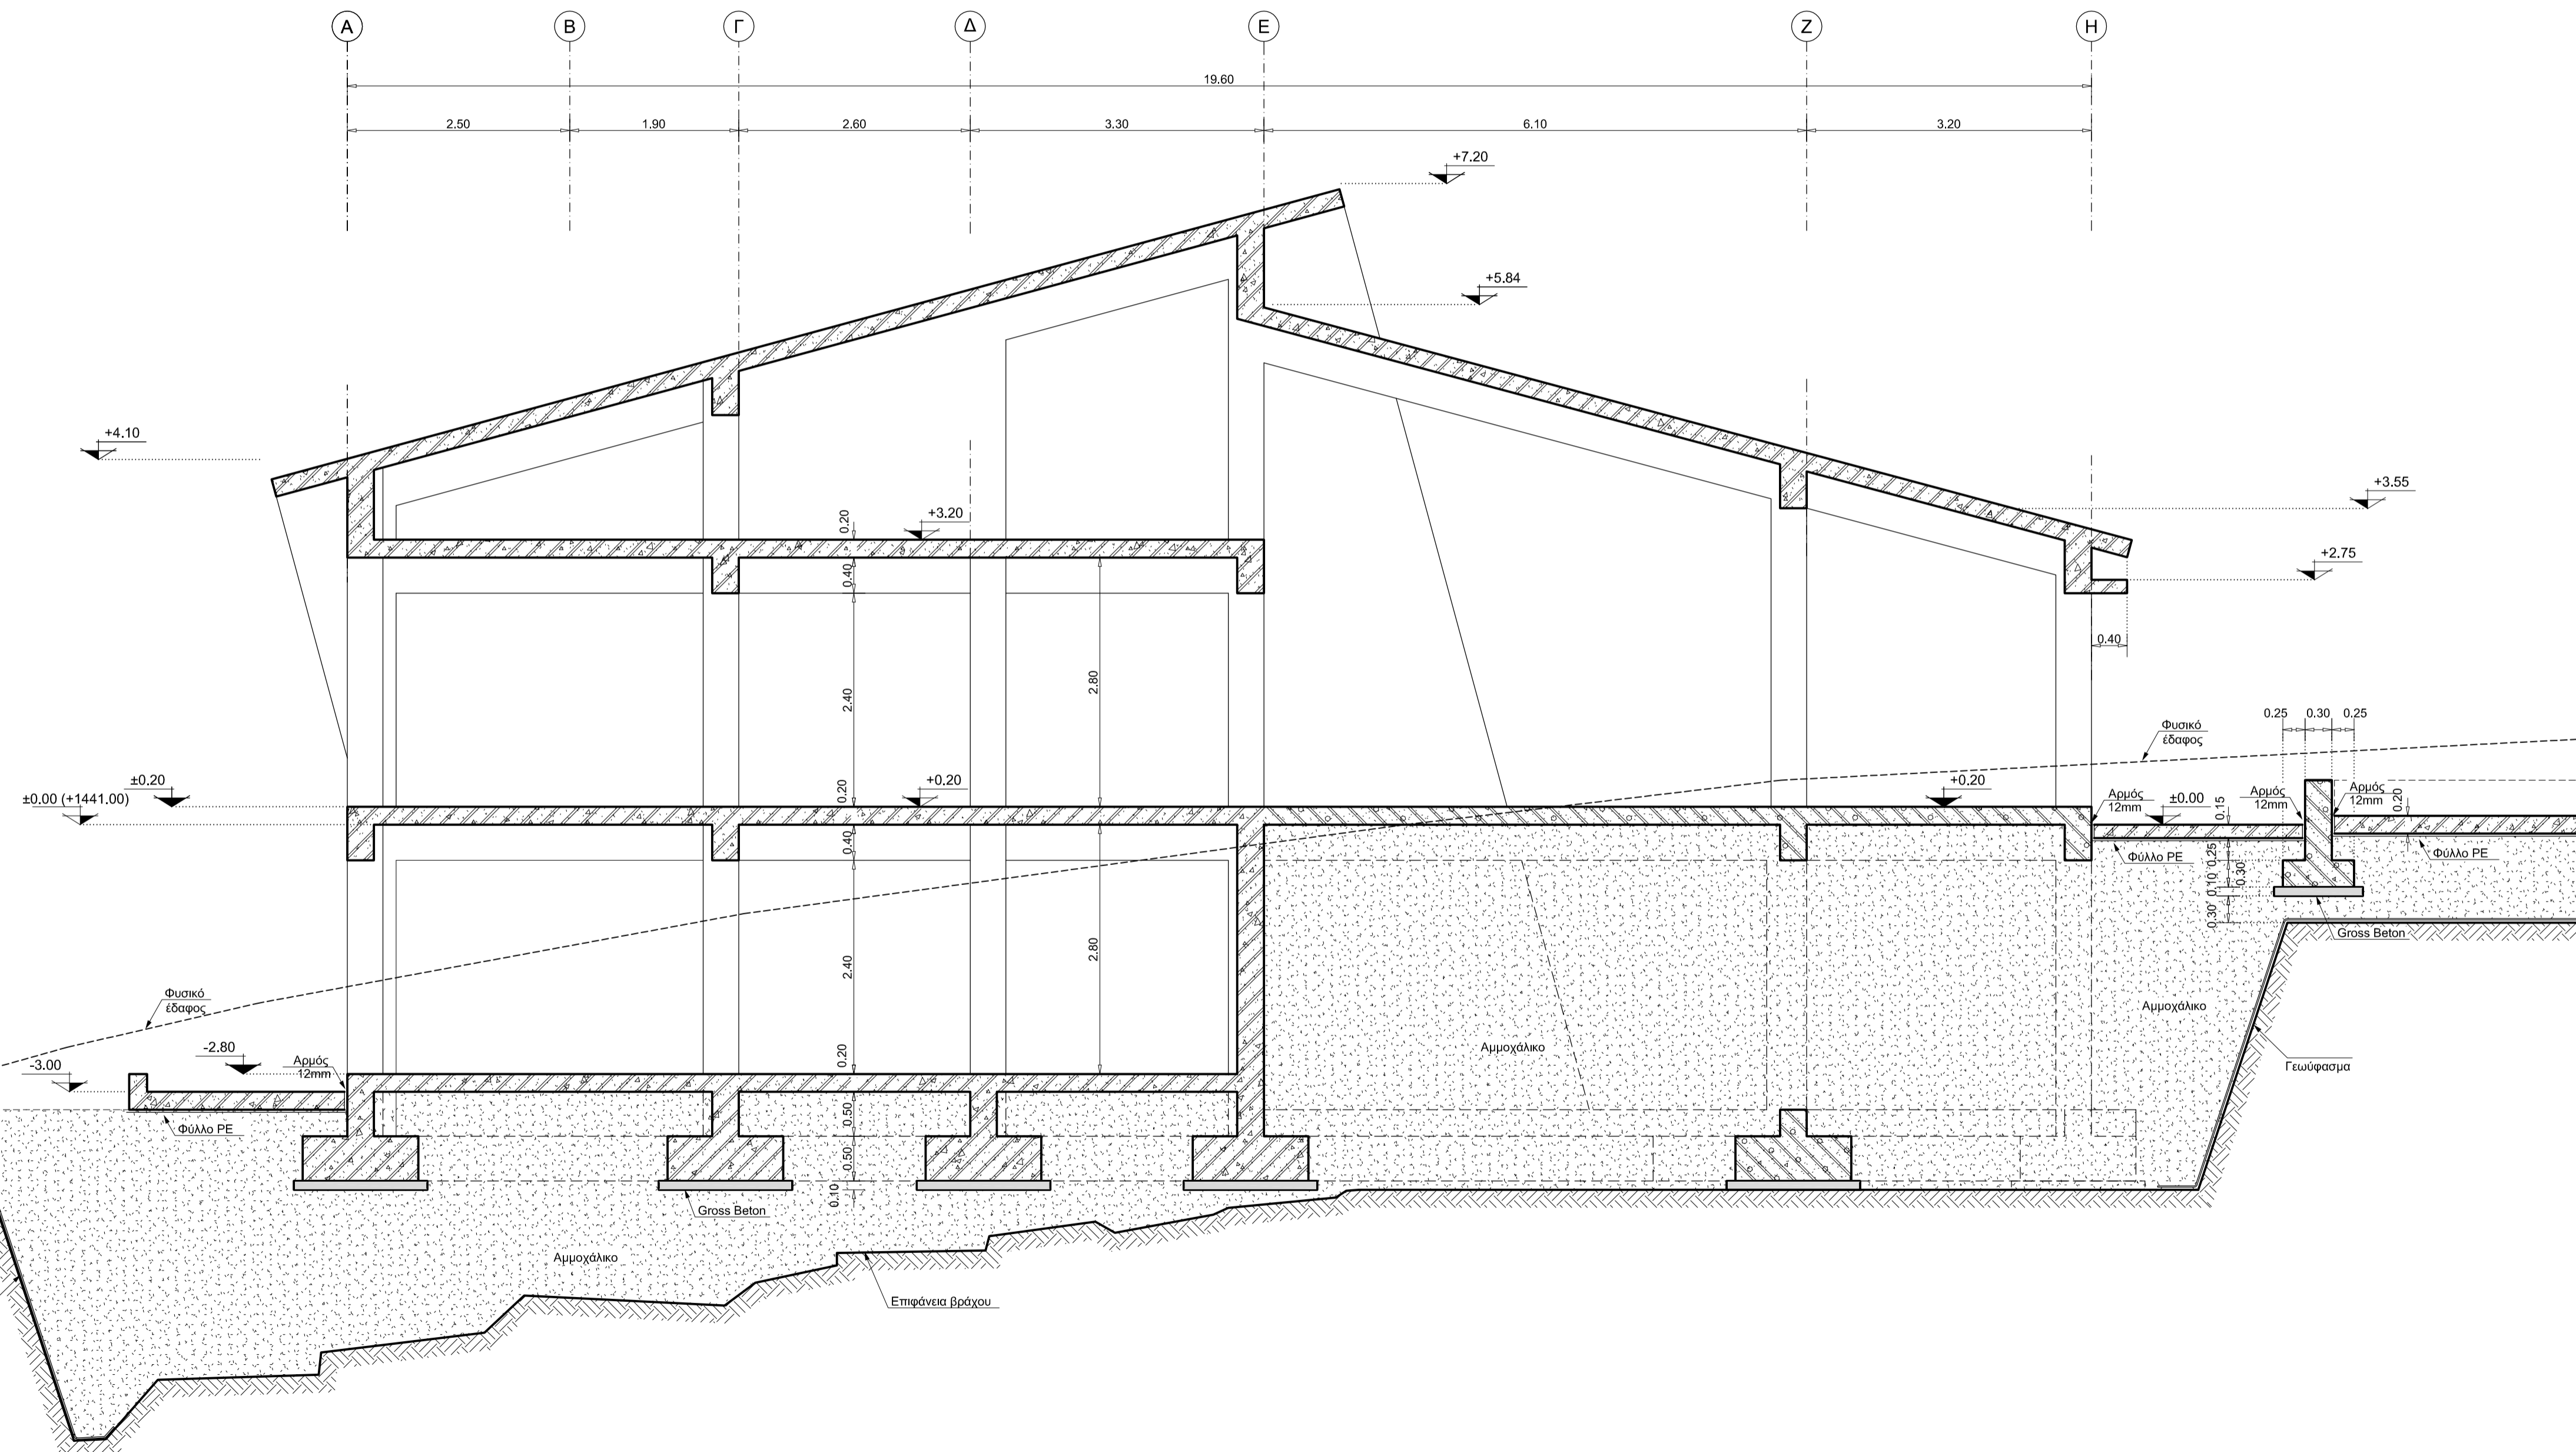 Α Β Γ Δ Ε Ζ Η
19.60
2.50 1.90 2.60 3.30 6.10 3.20
+7.20
+5.84
+4.10
+3.55
0.20
+3.20
+2.75
0.40
0.40
2.40
2.80
0.25 0.30 0.25
Φυσικό
έδαφος
±0.20
±0.00 (+1441.00)
0.20
+0.20
+0.20
Αρμός
12mm
±0.00
0.15
Αρμός
12mm
Αρμός
12mm
0.20
0.40
Φύλλο PE
Φύλλο PE
0.25
0.30
0.10
0.30
Gross Beton
2.40
2.80
Φυσικό
έδαφος
Αμμοχάλικο
Αμμοχάλικο
Γεωύφασμα
-2.80
-3.00
Αρμός
12mm
0.20
Φύλλο PE
0.50
0.50
0.10
Gross Beton
Αμμοχάλικο
Επιφάνεια βράχου